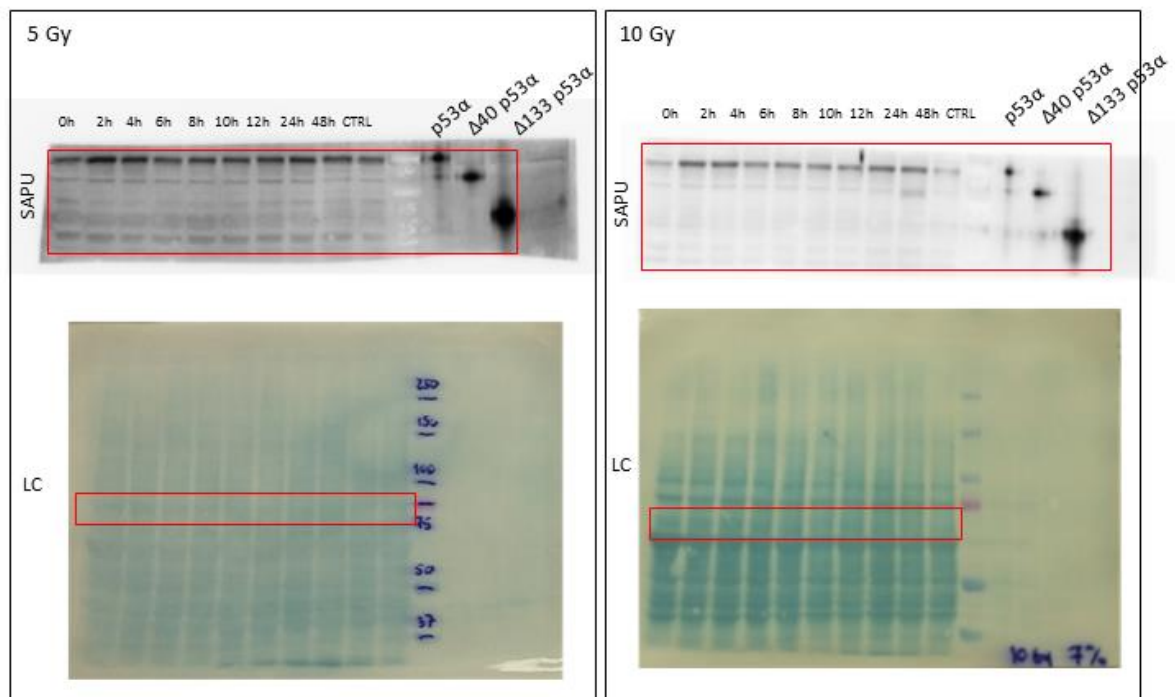 5 Gy
0h 2h 4h 6h 8h 10h 12h 24h 48h CTRL p53α Δ40 p53α Δ133 p53α
SAPU
LC
250
150
100
75
50
37
10 Gy
0h 2h 4h 6h 8h 10h 12h 24h 48h CTRL p53α Δ40 p53α Δ133 p53α
SAPU
LC
10 Gy 7%